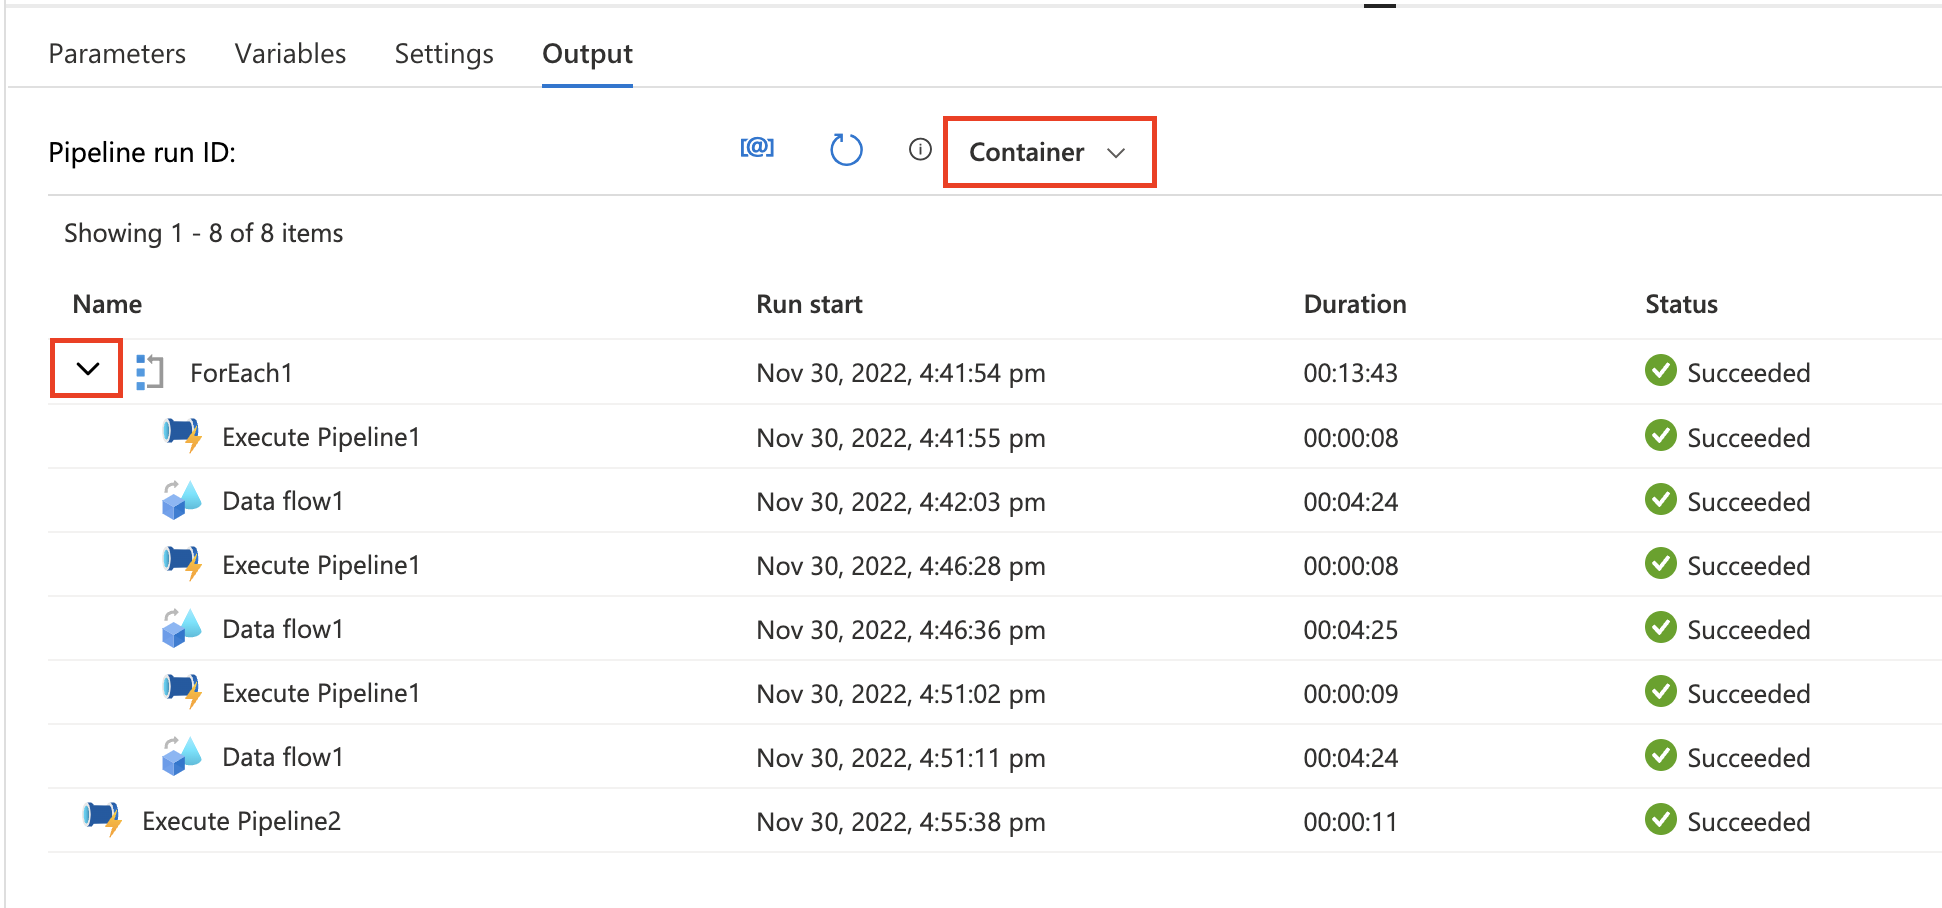 Parameters Variables Settings Output
Pipeline run ID: [@] Container
Showing 1 - 8 of 8 items
Name Run start Duration Status
ForEach1 Nov 30, 2022, 4:41:54 pm 00:13:43 Succeeded
Execute Pipeline1 Nov 30, 2022, 4:41:55 pm 00:00:08 Succeeded
Data flow1 Nov 30, 2022, 4:42:03 pm 00:04:24 Succeeded
Execute Pipeline1 Nov 30, 2022, 4:46:28 pm 00:00:08 Succeeded
Data flow1 Nov 30, 2022, 4:46:36 pm 00:04:25 Succeeded
Execute Pipeline1 Nov 30, 2022, 4:51:02 pm 00:00:09 Succeeded
Data flow1 Nov 30, 2022, 4:51:11 pm 00:04:24 Succeeded
Execute Pipeline2 Nov 30, 2022, 4:55:38 pm 00:00:11 Succeeded